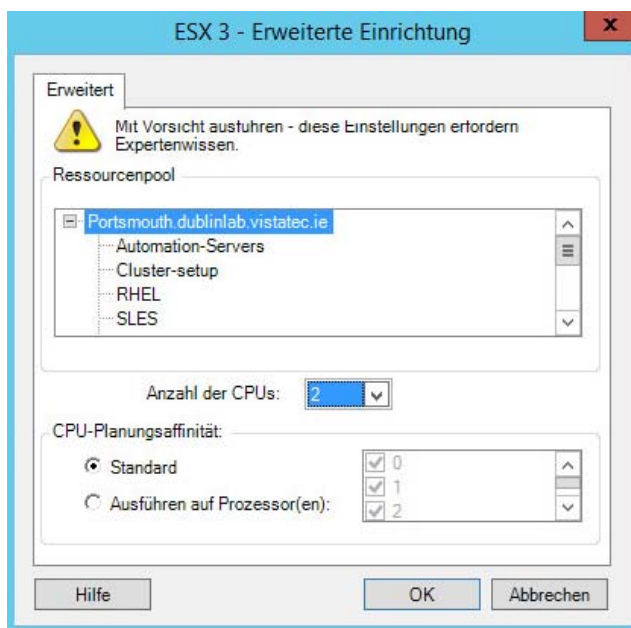 ESX 3 - Erweiterte Einrichtung
x
Erweitert
Mit Vorsicht ausführen - diese Einstellungen erfordern
Expertenwissen.
Ressourcenpool
Portsmouth.dublinlab.vistatec.ie
Automation-Servers
Cluster-setup
RHEL
SLES
Anzahl der CPUs:
2
CPU-Planungsaffinität:
Standard
Ausführen auf Prozessor(en):
0
1
2
Hilfe
OK
Abbrechen